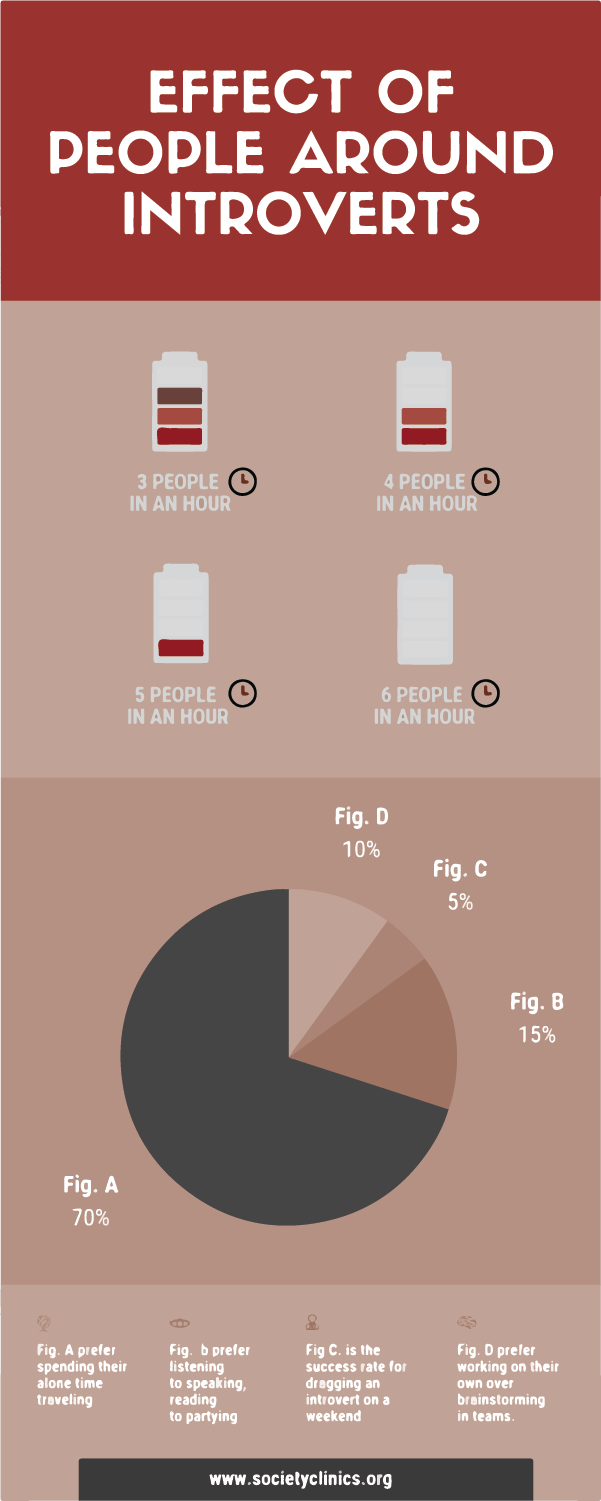 EFFECT OF
PEOPLE AROUND
INTROVERTS
3 PEOPLE
IN AN HOUR
4 PEOPLE
IN AN HOUR
5 PEOPLE
IN AN HOUR
6 PEOPLE
IN AN HOUR
Fig. D
10%
Fig. C
5%
Fig. B
15%
Fig. A
70%
Fig. A prefer
spending their
alone time
traveling
Fig. b prefer
listening
to speaking,
reading
to partying
Fig C. is the
success rate for
dragging an
introvert on a
weekend
Fig. D prefer
working on their
own over
brainstorming
in teams.
www.societyclinics.org